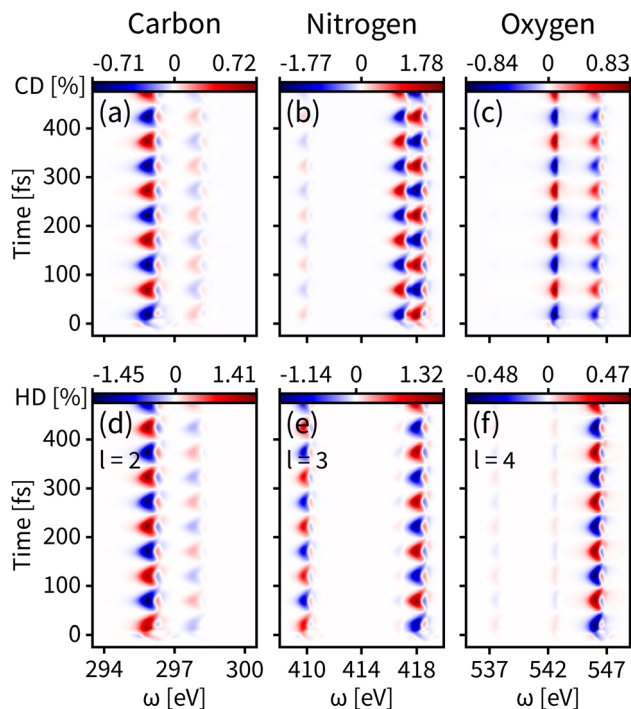 Carbon Nitrogen Oxygen
-0.71 0 0.72 -1.77 0 1.78 -0.84 0 0.83
CD [%]
(a) (b) (c)
400
300
200
100
0
Time [fs]
-1.45 0 1.41 -1.14 0 1.32 -0.48 0 0.47
HD [%]
(d) (e) (f)
l = 2 l = 3 l = 4
400
300
200
100
0
Time [fs]
294 297 300 410 414 418 537 542 547
ω [eV] ω [eV] ω [eV]